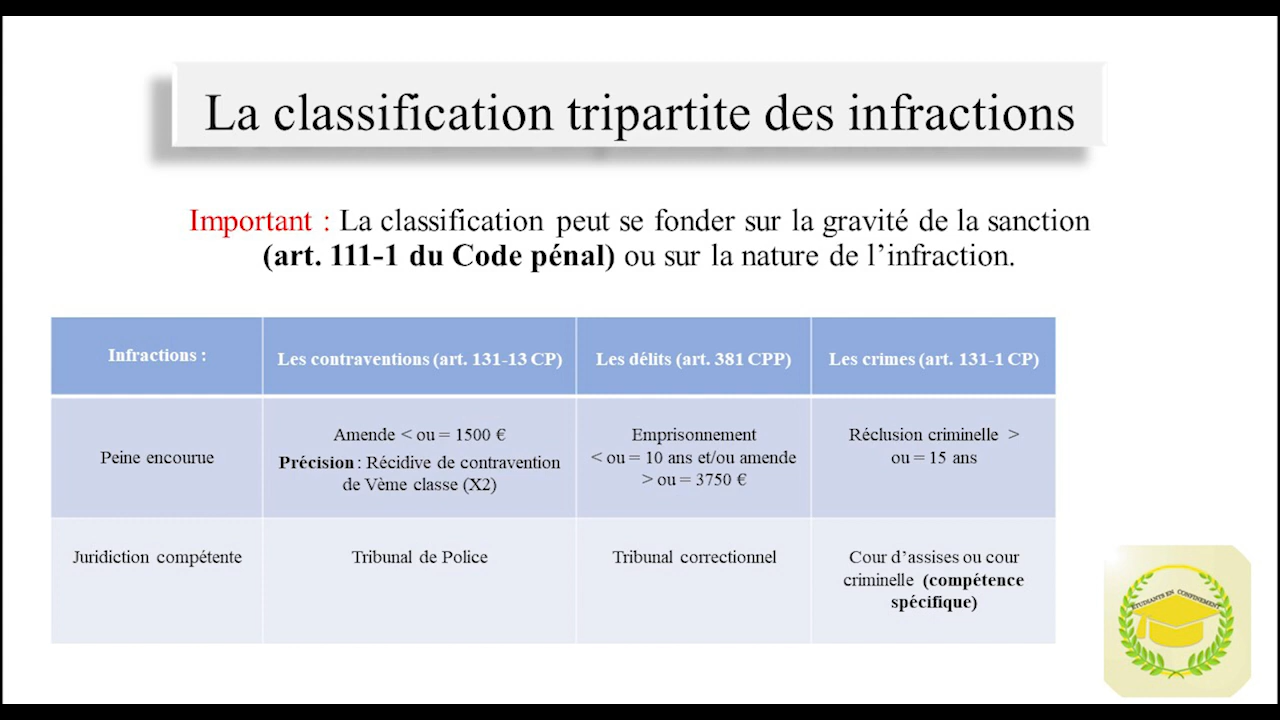 La classification tripartite des infractions
Important : La classification peut se fonder sur la gravité de la sanction
(art. 111-1 du Code pénal) ou sur la nature de l’infraction.
Infractions :
Les contraventions (art. 131-13 CP)
Les délits (art. 381 CPP)
Les crimes (art. 131-1 CP)
Peine encourue
Amende < ou = 1500 €
Précision : Récidive de contravention
de Vème classe (X2)
Emprisonnement
< ou = 10 ans et/ou amende
> ou = 3750 €
Réclusion criminelle >
ou = 15 ans
Juridiction compétente
Tribunal de Police
Tribunal correctionnel
Cour d’assises ou cour
criminelle (compétence
spécifique)
ETUDIANTS EN CONFINEMENT